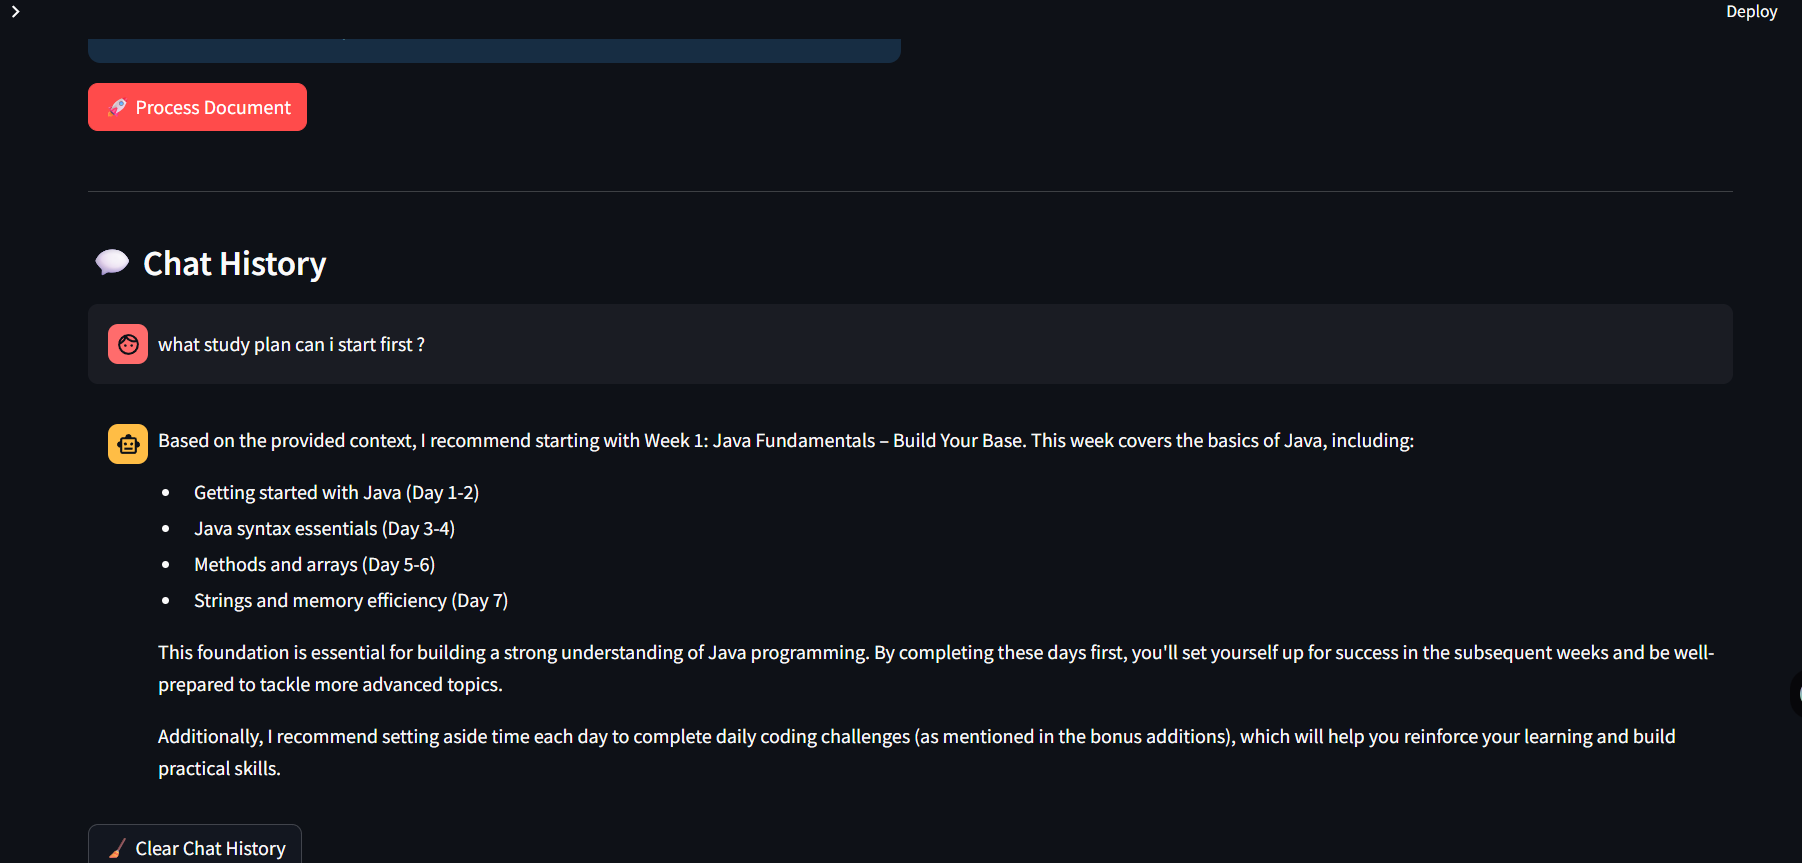 Deploy
Process Document
Chat History
what study plan can i start first ?
Based on the provided context, I recommend starting with Week 1: Java Fundamentals – Build Your Base. This week covers the basics of Java, including:
Getting started with Java (Day 1-2)
Java syntax essentials (Day 3-4)
Methods and arrays (Day 5-6)
Strings and memory efficiency (Day 7)
This foundation is essential for building a strong understanding of Java programming. By completing these days first, you'll set yourself up for success in the subsequent weeks and be well-
prepared to tackle more advanced topics.
Additionally, I recommend setting aside time each day to complete daily coding challenges (as mentioned in the bonus additions), which will help you reinforce your learning and build
practical skills.
Clear Chat History